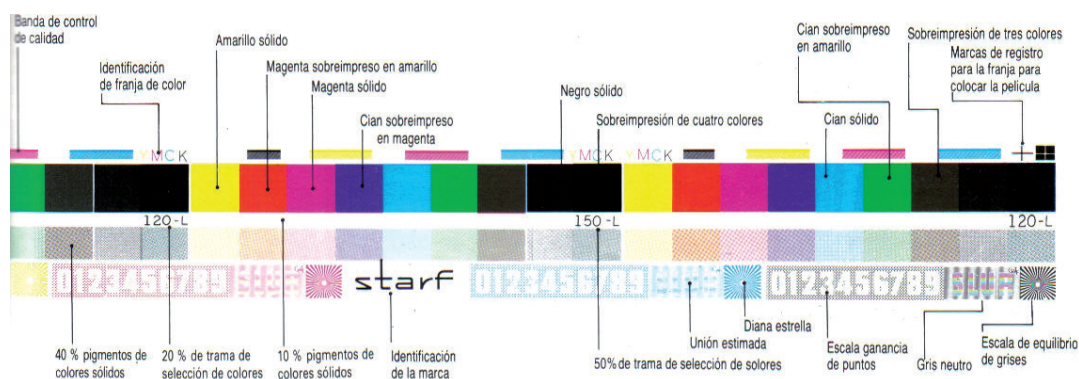 Banda de control
de calidad
Identificación
de franja de color
Amarillo sólido
Magenta sobreimpreso en amarillo
Magenta sólido
Cian sobreimpreso
en magenta
Negro sólido
Sobreimpresión de cuatro colores
Cian sobreimpreso
en amarillo
Cian sólido
Sobreimpresión de tres colores
Marcas de registro
para la franja para
colocar la pelicula
YMCK
YMCK
YMCK
120-L
150-L
120-L
0123456789
starf
0123456789
0123456789
40 % pigmentos de
colores sólidos
20 % de trama de
selección de colores
10 % pigmentos de
colores sólidos
Identificación
de la marca
50% de trama de selección de solores
Unión estimada
Diana estrella
Escala ganancia
de puntos
Gris neutro
Escala de equilibrio
de grises